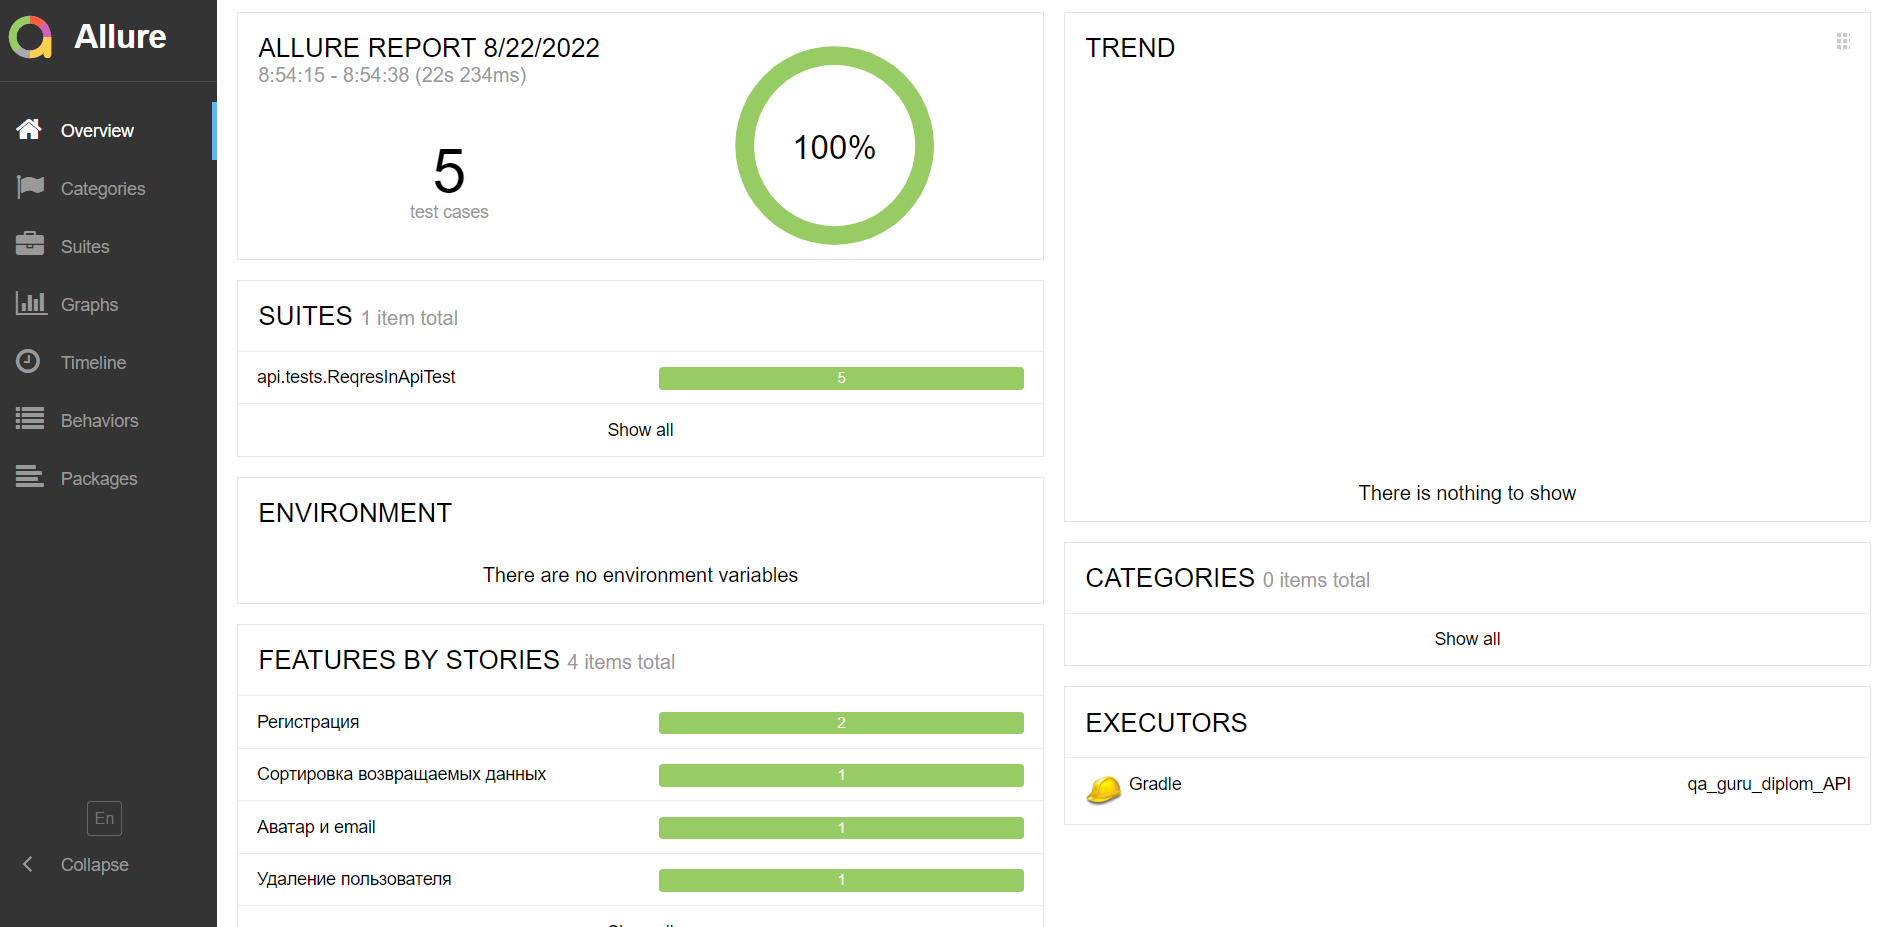 Allure
Overview
Categories
Suites
Graphs
Timeline
Behaviors
Packages
En
Collapse
ALLURE REPORT 8/22/2022
8:54:15 - 8:54:38 (22s 234ms)
5
test cases
100%
SUITES 1 item total
api.tests.ReqresInApiTest 5
Show all
ENVIRONMENT
There are no environment variables
FEATURES BY STORIES 4 items total
Регистрация 2
Сортировка возвращаемых данных 1
Аватар и email 1
Удаление пользователя 1
TREND
There is nothing to show
CATEGORIES 0 items total
Show all
EXECUTORS
Gradle qa_guru_diplom_API